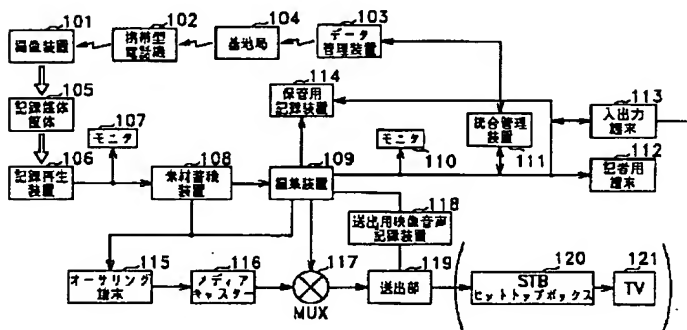 101
撮像装置
102
携帯型
電話機
104
基地局
103
データ
管理装置
105
記録媒体
筐体
107
モニタ
114
保管用
記録装置
統合管理
装置
111
113
入出力
端末
112
記者用
端末
106
記録再生
装置
108
素材蓄積
装置
109
編集装置
モニタ
110
118
送出用映像音声
記録装置
115
オーサリング
端末
116
メディア
キャスター
117
MUX
119
送出部
120
STB
ヒットトップボックス
121
TV